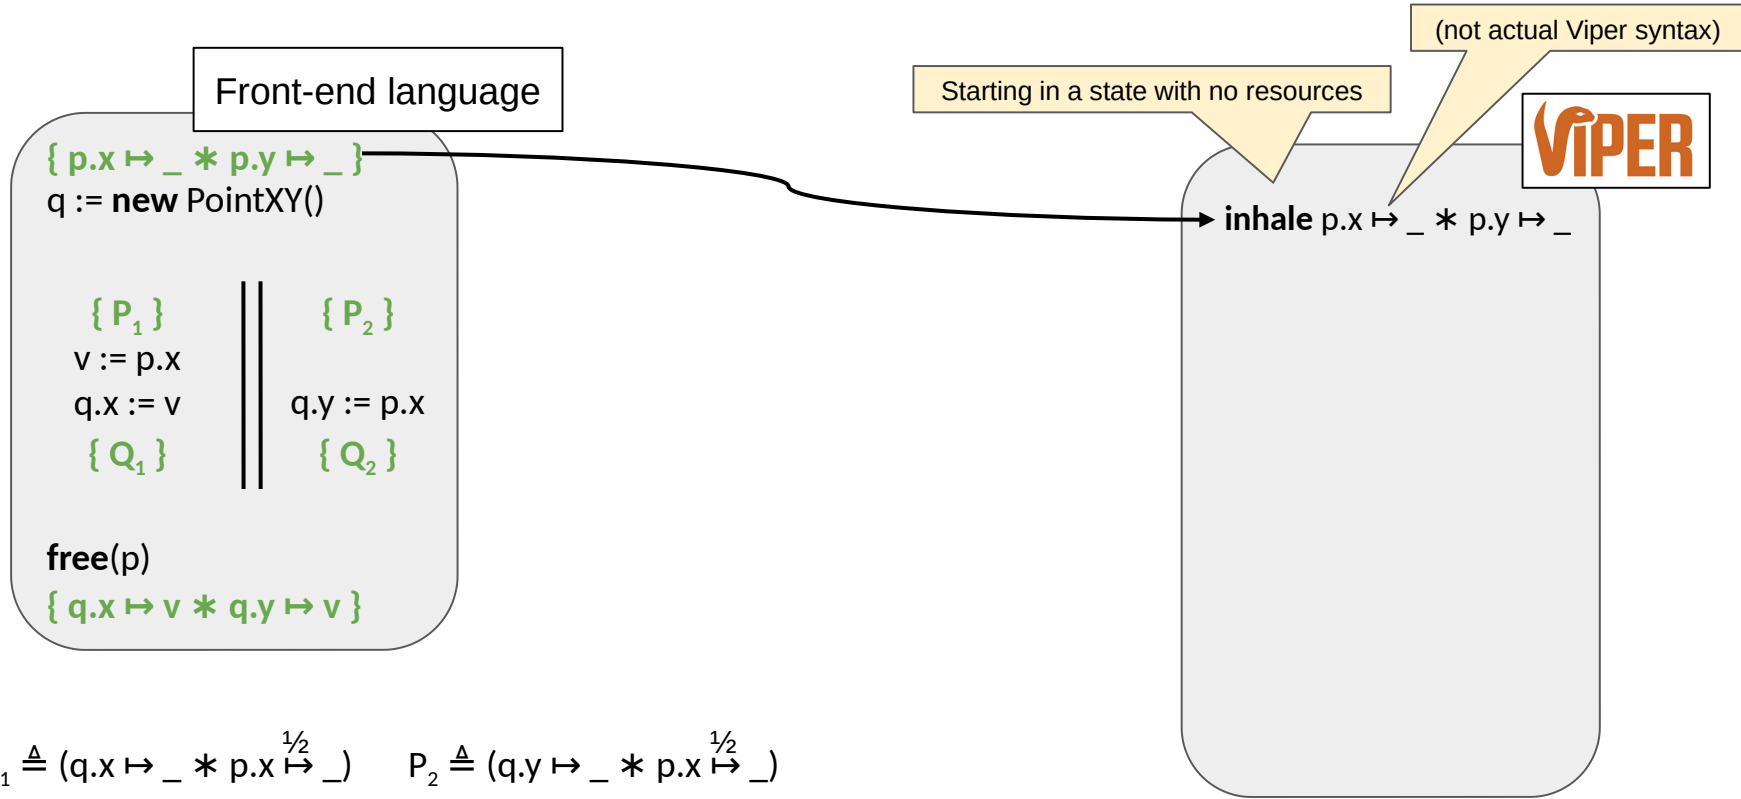 (not actual Viper syntax)
Front-end language
Starting in a state with no resources
VIPER
{ p.x ↦ _ ∗ p.y ↦ _ }
q := new PointXY()
inhale p.x ↦ _ ∗ p.y ↦ _
{ P₁ } { P₂ }
v := p.x
q.x := v q.y := p.x
{ Q₁ } { Q₂ }
free(p)
{ q.x ↦ v ∗ q.y ↦ v }
½ ½
₁ ≜ (q.x ↦ _ ∗ p.x ↦ _) P₂ ≜ (q.y ↦ _ ∗ p.x ↦ _)